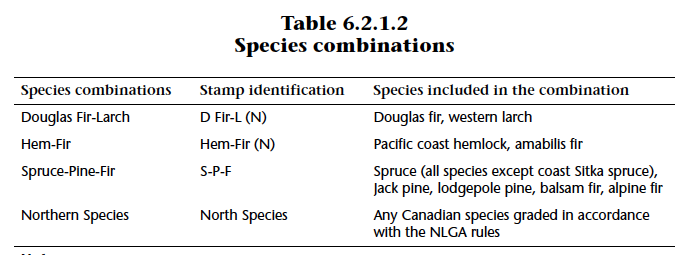 Table 6.2.1.2
Species combinations
Species combinations Stamp identification Species included in the combination
Douglas Fir-Larch D Fir-L (N) Douglas fir, western larch
Hem-Fir Hem-Fir (N) Pacific coast hemlock, amabilis fir
Spruce-Pine-Fir S-P-F Spruce (all species except coast Sitka spruce),
Jack pine, lodgepole pine, balsam fir, alpine fir
Northern Species North Species Any Canadian species graded in accordance
with the NLGA rules